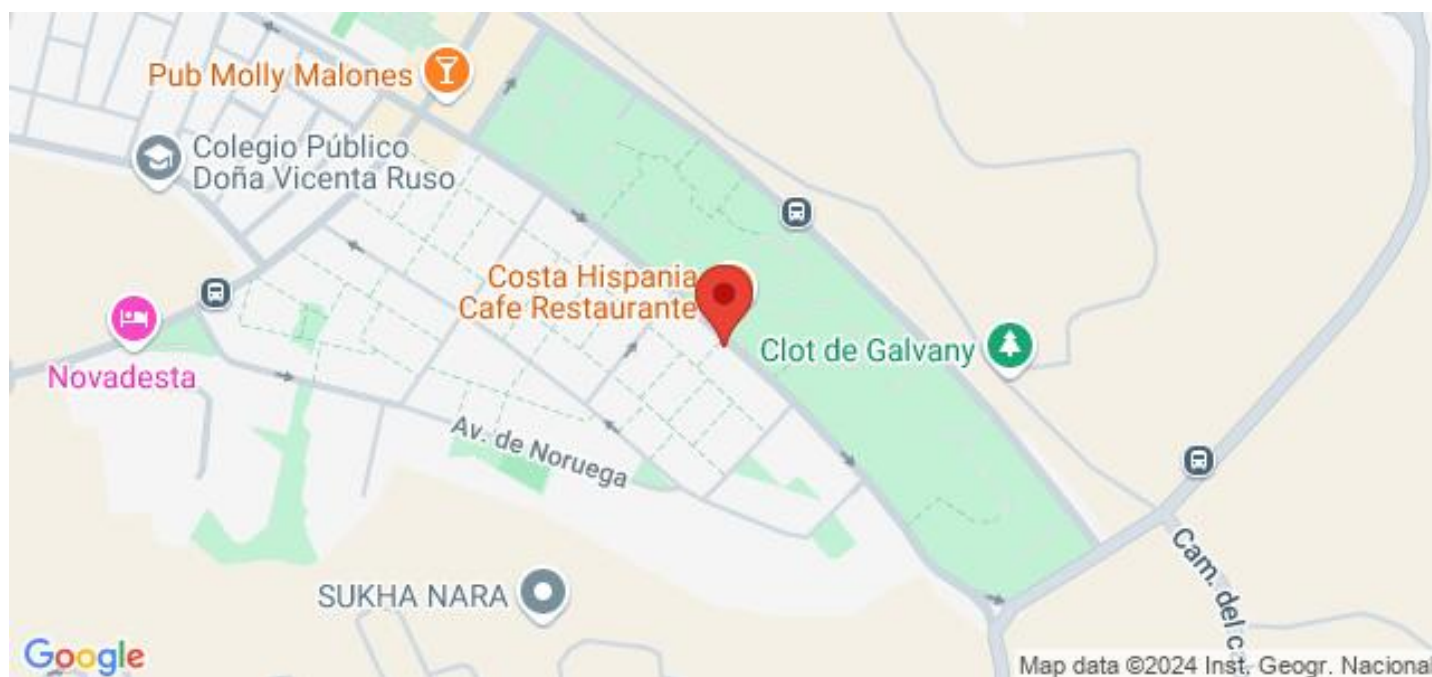 Pub Molly Malones
Colegio Público
Doña Vicenta Ruso
Costa Hispania
Cafe Restaurante
Clot de Galvany
Novadesta
Av. de Noruega
SUKHA NARA
Cam. del ca
Google
Map data ©2024 Inst. Geogr. Nacional